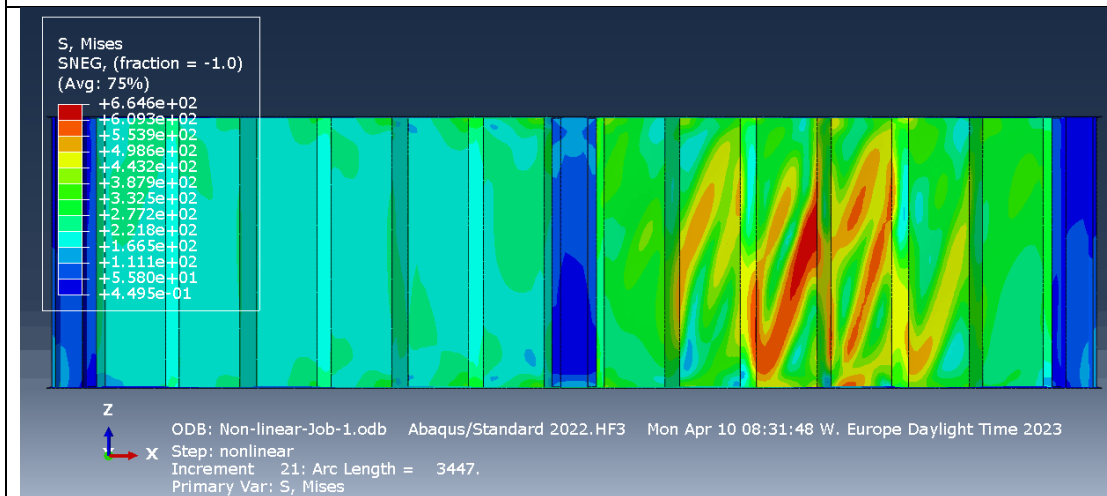 S, Mises
SNEG, (fraction = -1.0)
(Avg: 75%)
+6.646e+02
+6.093e+02
+5.539e+02
+4.986e+02
+4.432e+02
+3.879e+02
+3.325e+02
+2.772e+02
+2.218e+02
+1.665e+02
+1.111e+02
+5.580e+01
+4.495e-01
Z
X
ODB: Non-linear-Job-1.odb Abaqus/Standard 2022.HF3 Mon Apr 10 08:31:48 W. Europe Daylight Time 2023
Step: nonlinear
Increment 21: Arc Length = 3447.
Primary Var: S, Mises